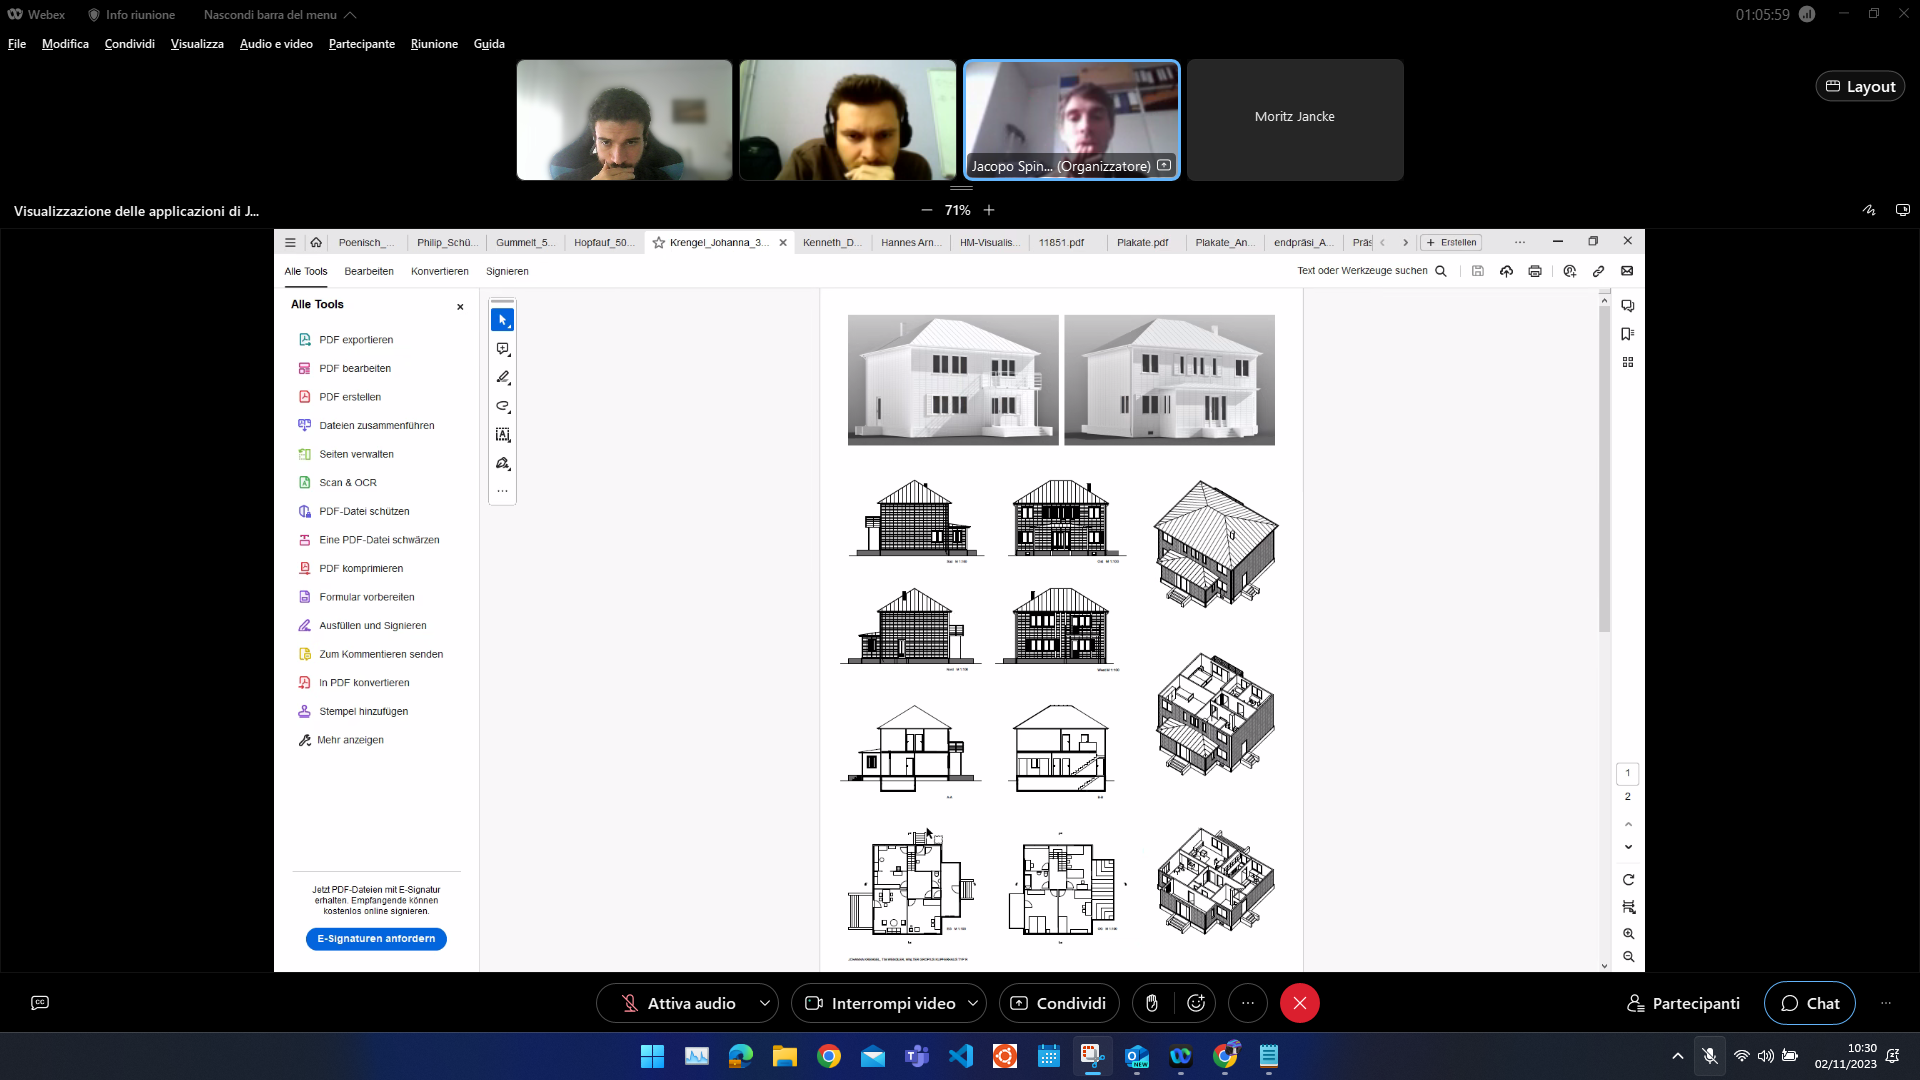 Webex
Info riunione
Nascondi barra del menu
01:05:59
File
Modifica
Condividi
Visualizza
Audio e video
Partecipante
Riunione
Guida
Jacopo Spin... (Organizzatore)
Moritz Jancke
Layout
Visualizzazione delle applicazioni di J...
71%
Poenisch_...
Philip_Schü...
Gummelt_5...
Hopfauf_50...
Krengel_Johanna_3...
Kenneth_D...
Hannes Arn...
HM-Visualis...
11851.pdf
Plakate.pdf
Plakate_An...
endpräsi_A...
Präs
Erstellen
Alle Tools
Bearbeiten
Konvertieren
Signieren
Text oder Werkzeuge suchen
Alle Tools
PDF exportieren
PDF bearbeiten
PDF erstellen
Dateien zusammenführen
Seiten verwalten
Scan & OCR
PDF-Datei schützen
Eine PDF-Datei schwärzen
PDF komprimieren
Formular vorbereiten
Ausfüllen und Signieren
Zum Kommentieren senden
In PDF konvertieren
Stempel hinzufügen
Mehr anzeigen
Jetzt PDF-Dateien mit E-Signatur
erhalten. Empfangende können
kostenlos online signieren.
E-Signaturen anfordern
1
2
Attiva audio
Interrompi video
Condividi
Partecipanti
Chat
10:30
02/11/2023